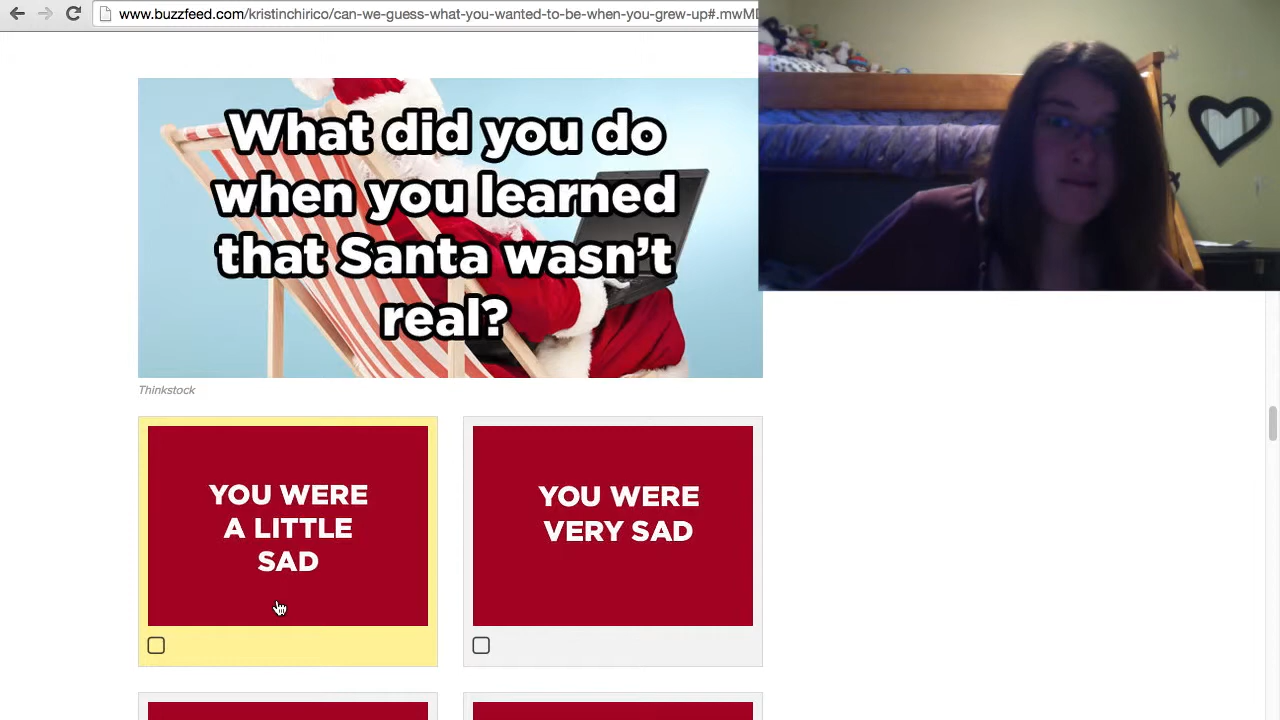 www.buzzfeed.com/kristinchirico/can-we-guess-what-you-wanted-to-be-when-you-grew-up#.mwM
What did you do
when you learned
that Santa wasn't
real?
Thinkstock
YOU WERE
A LITTLE
SAD
YOU WERE
VERY SAD